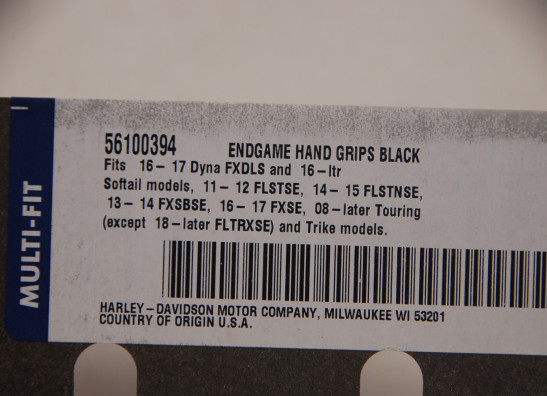 56100394 ENDGAME HAND GRIPS BLACK
Fits 16-17 Dyna FXDLS and 16-ltr
Softail models, 11-12 FLSTSE, 14-15 FLSTNSE,
13-14 FXSBSE, 16-17 FXSE, 08-later Touring
(except 18-later FLTRXSE) and Trike models.
HARLEY-DAVIDSON MOTOR COMPANY, MILWAUKEE WI 53201
COUNTRY OF ORIGIN U.S.A.
MULTI-FIT